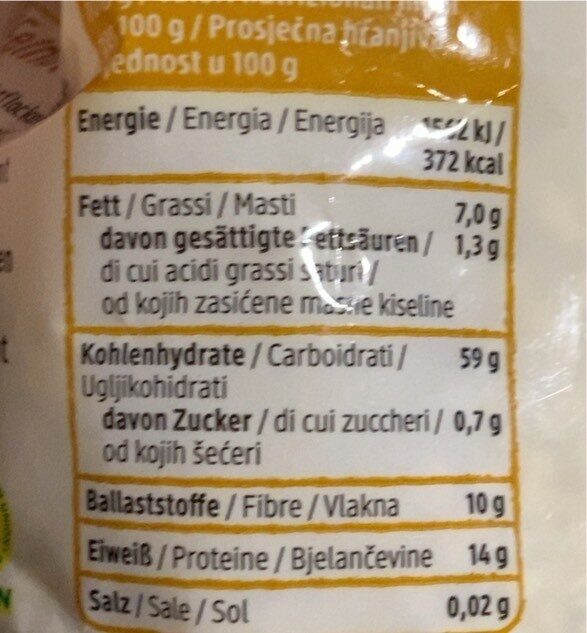 100 g / Prosječna hranjiva
vrijednost u 100 g
Energie / Energia / Energija 1562 kJ /
372 kcal
Fett / Grassi / Masti 7,0 g
davon gesättigte Fettsäuren / 1,3 g
di cui acidi grassi saturi /
od kojih zasićene masne kiseline
Kohlenhydrate / Carboidrati / 59 g
Ugljikohidrati
davon Zucker / di cui zuccheri / 0,7 g
od kojih šećeri
Ballaststoffe / Fibre / Vlakna 10 g
Eiweiß / Proteine / Bjelančevine 14 g
Salz / Sale / Sol 0,02 g